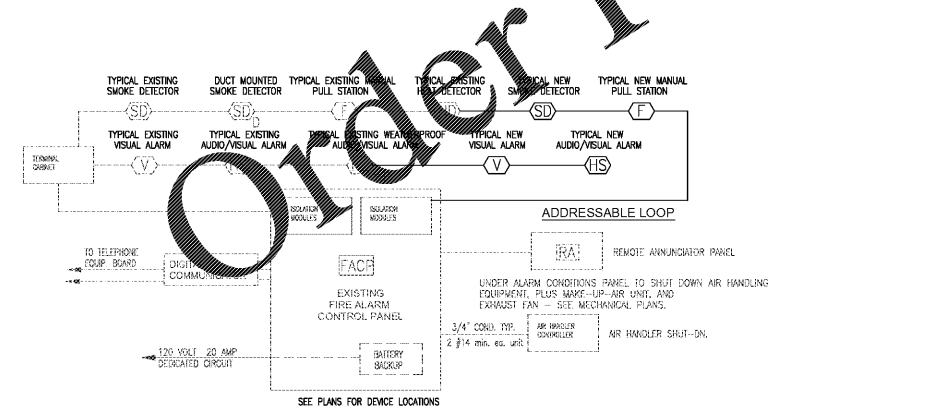 TYPICAL EXISTING
SMOKE DETECTOR
DUCT MOUNTED
SMOKE DETECTOR
TYPICAL EXISTING MANUAL
PULL STATION
TYPICAL EXISTING
HEAT DETECTOR
TYPICAL NEW
SMOKE DETECTOR
TYPICAL NEW MANUAL
PULL STATION
SD
SD
D
F
SD
F
TYPICAL EXISTING
VISUAL ALARM
TYPICAL EXISTING
AUDIO/VISUAL ALARM
TYPICAL EXISTING WEATHERPROOF
AUDIO/VISUAL ALARM
TYPICAL NEW
VISUAL ALARM
TYPICAL NEW
AUDIO/VISUAL ALARM
TERMINAL
CABINET
V
V
HS
ISOLATION
MODULES
ISOLATION
MODULES
ADDRESSABLE LOOP
TO TELEPHONE
EQUIP. BOARD
DIGITAL
COMMUNICATOR
FACP
EXISTING
FIRE ALARM
CONTROL PANEL
RA
REMOTE ANNUNCIATOR PANEL
UNDER ALARM CONDITIONS PANEL TO SHUT DOWN AIR HANDLING
EQUIPMENT, PLUS MAKE-UP-AIR UNIT, AND
EXHAUST FAN - SEE MECHANICAL PLANS.
3/4" COND. TYP.
2 #14 min. ea. unit
AIR HANDLER
CONTROLLER
AIR HANDLER SHUT-DN.
120 VOLT 20 AMP
DEDICATED CIRCUIT
BATTERY
BACKUP
SEE PLANS FOR DEVICE LOCATIONS
Order